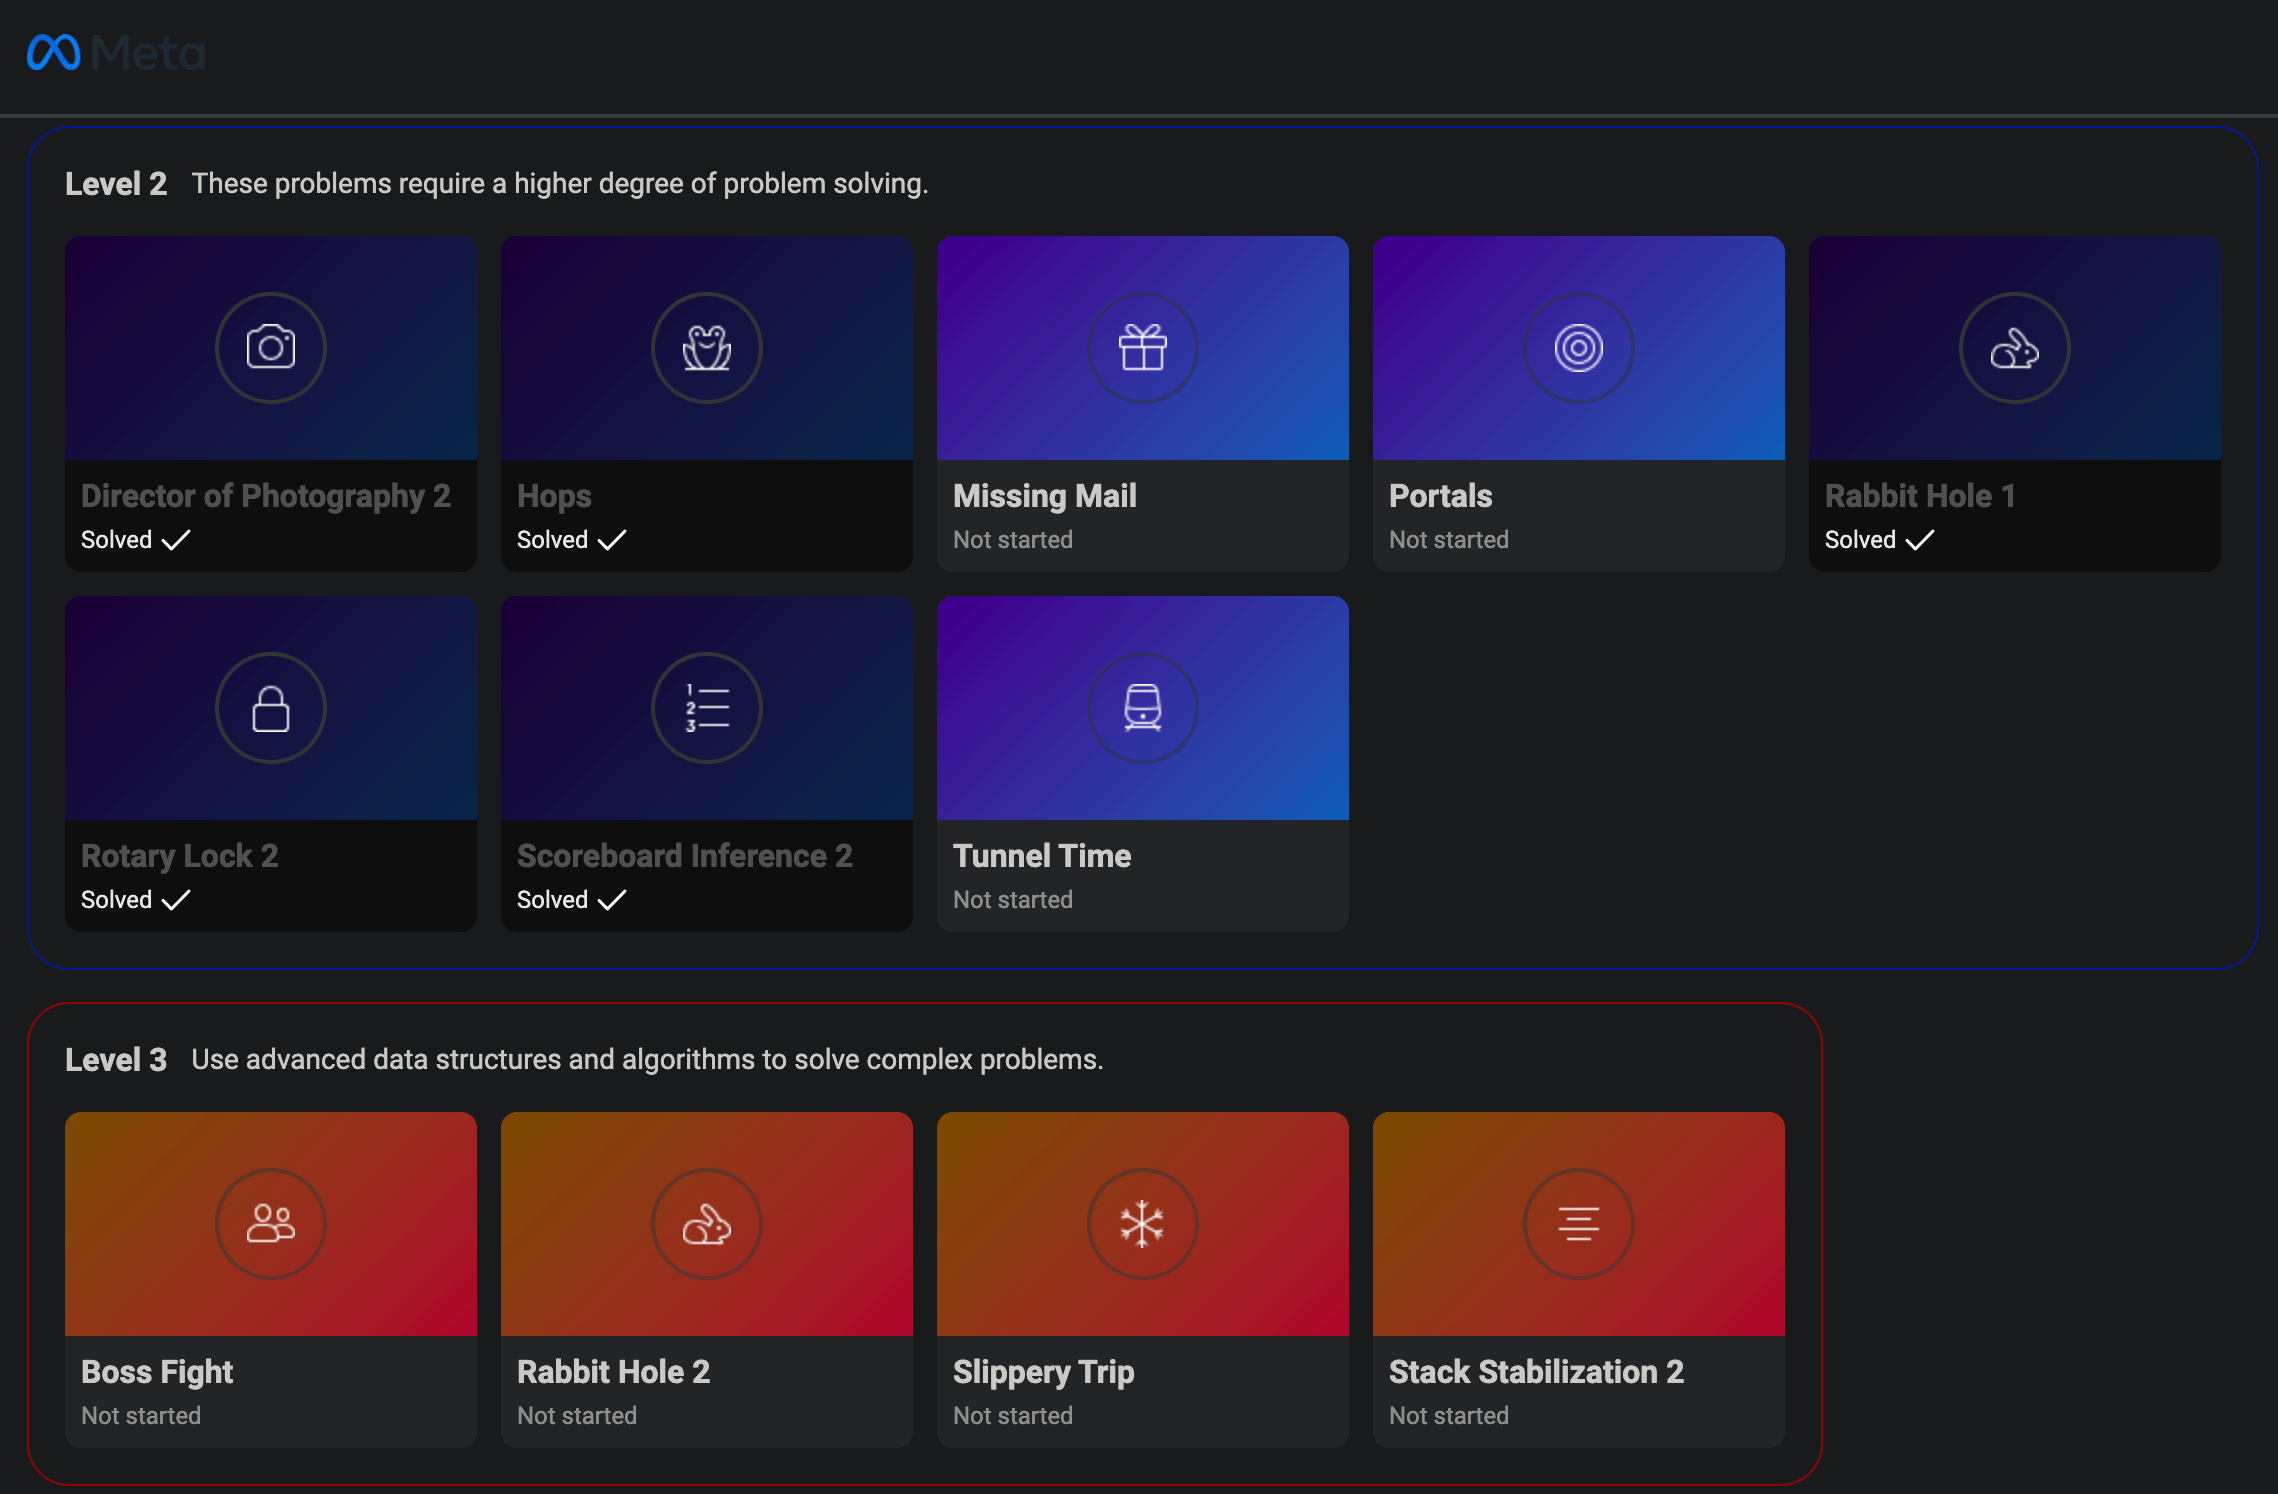 Meta
Level 2 These problems require a higher degree of problem solving.
Director of Photography 2
Solved
Hops
Solved
Missing Mail
Not started
Portals
Not started
Rabbit Hole 1
Solved
Rotary Lock 2
Solved
1
2
3
Scoreboard Inference 2
Solved
Tunnel Time
Not started
Level 3 Use advanced data structures and algorithms to solve complex problems.
Boss Fight
Not started
Rabbit Hole 2
Not started
Slippery Trip
Not started
Stack Stabilization 2
Not started